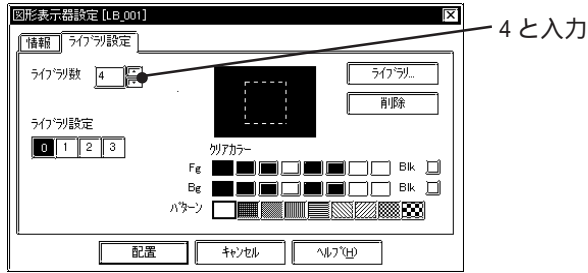 図形表示器設定 [LB_001]
情報 ライブラリ設定
4と入力
ライブラリ数 4
ライブラリ...
削除
ライブラリ設定
0 1 2 3
クリアカラー
Fg Blk
Bg Blk
パターン
配置 キャンセル ヘルプ(H)